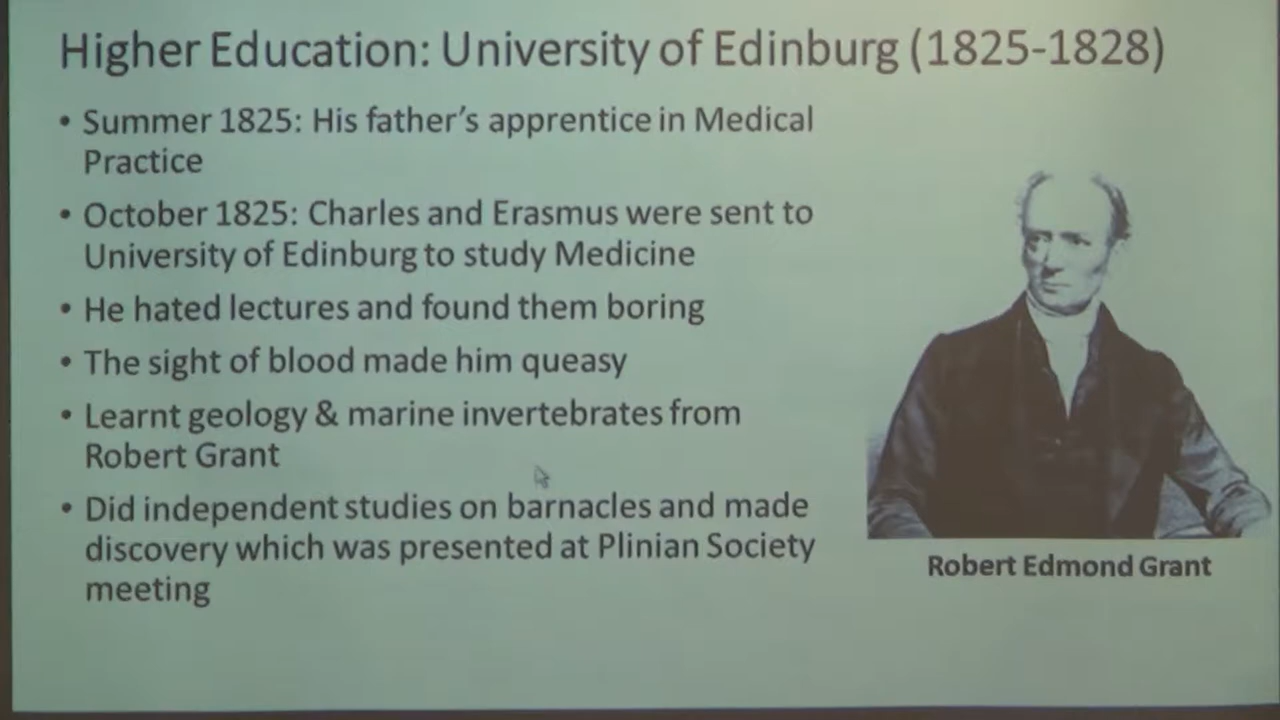 Higher Education: University of Edinburg (1825-1828)
• Summer 1825: His father's apprentice in Medical
Practice
• October 1825: Charles and Erasmus were sent to
University of Edinburg to study Medicine
• He hated lectures and found them boring
• The sight of blood made him queasy
• Learnt geology & marine invertebrates from
Robert Grant
• Did independent studies on barnacles and made
discovery which was presented at Plinian Society
meeting
Robert Edmond Grant